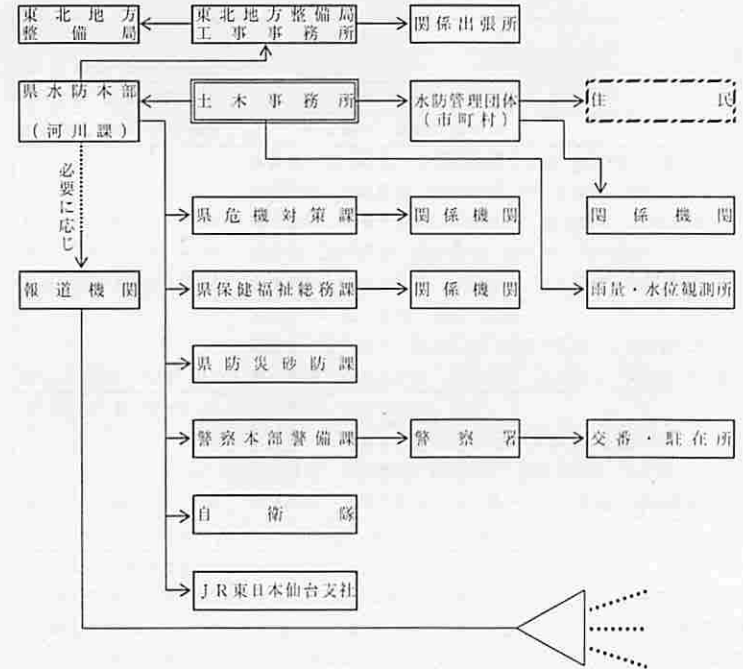 東北地方
整備局
東北地方整備局
工事事務所
関係出張所
県水防本部
(河川課)
土木事務所
水防管理団体
(市町村)
住民
必要に応じ
県危機対策課
関係機関
関係機関
報道機関
県保健福祉総務課
関係機関
雨量・水位観測所
県防災砂防課
警察本部警備課
警察署
交番・駐在所
自衛隊
JR東日本仙台支社